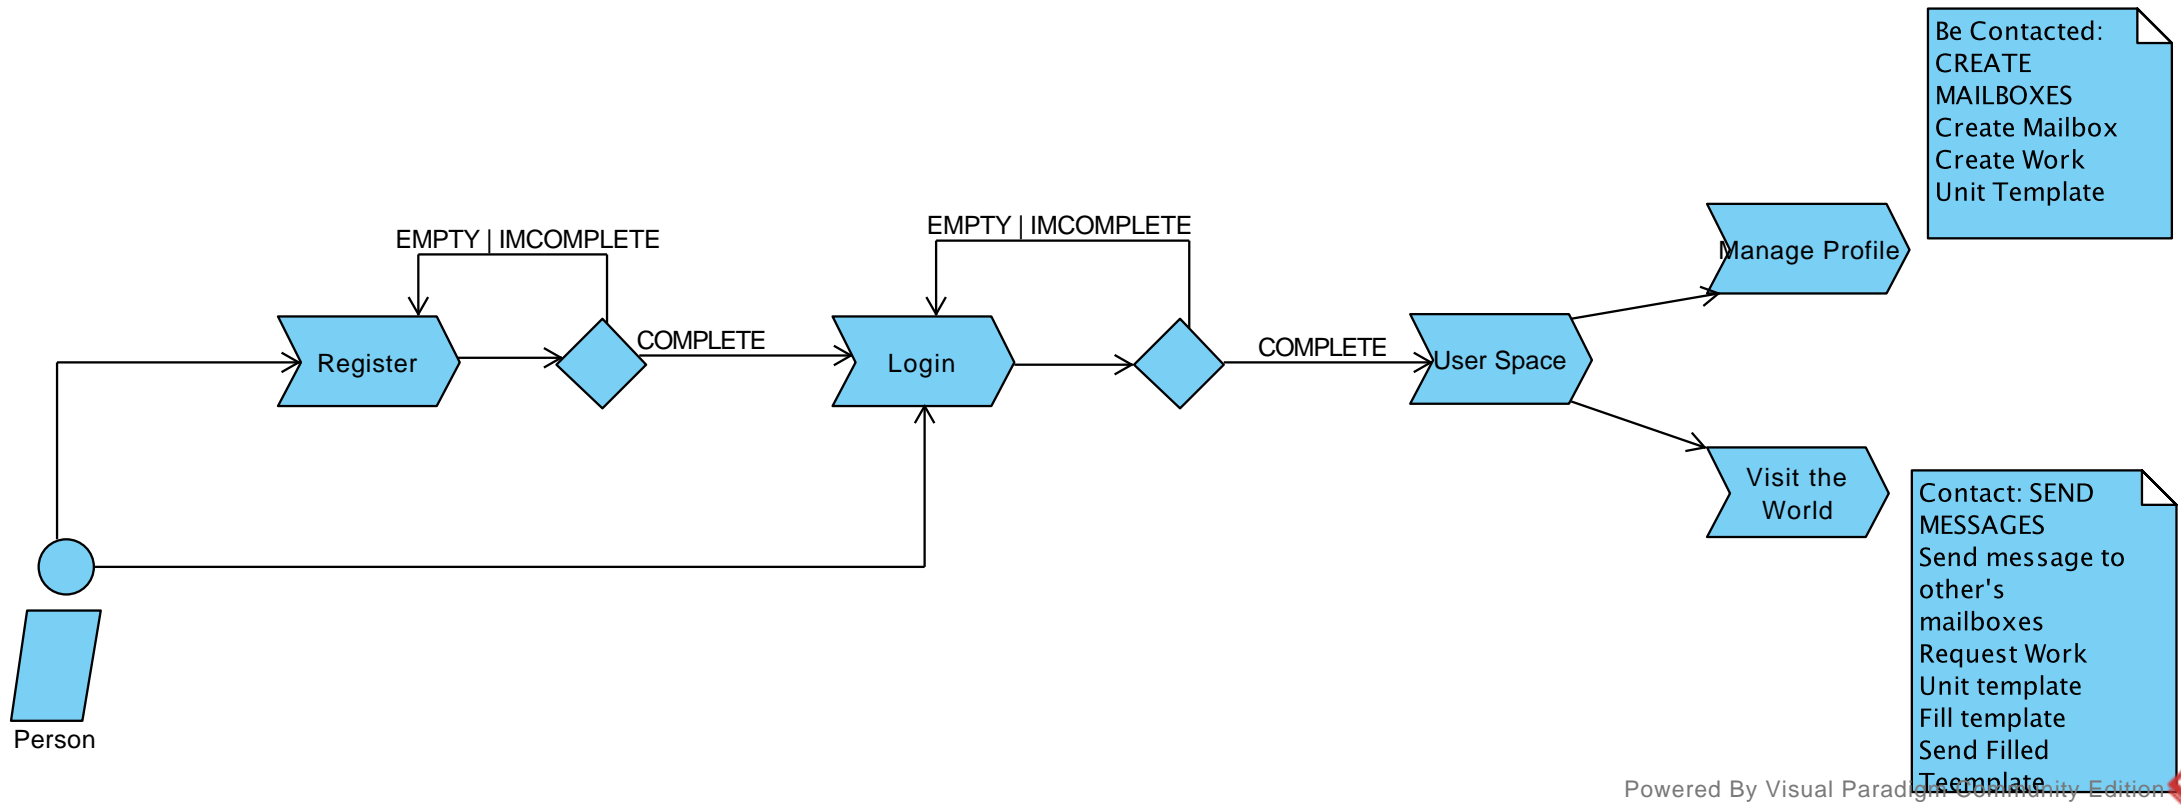 Be Contacted:
CREATE
MAILBOXES
Create Mailbox
Create Work
Unit Template
EMPTY | IMCOMPLETE
EMPTY | IMCOMPLETE
Manage Profile
Register
COMPLETE
Login
COMPLETE
User Space
Visit the
World
Contact: SEND
MESSAGES
Send message to
other's
mailboxes
Request Work
Unit template
Fill template
Send Filled
Teemplate
Person
Powered By Visual Paradigm Community Edition